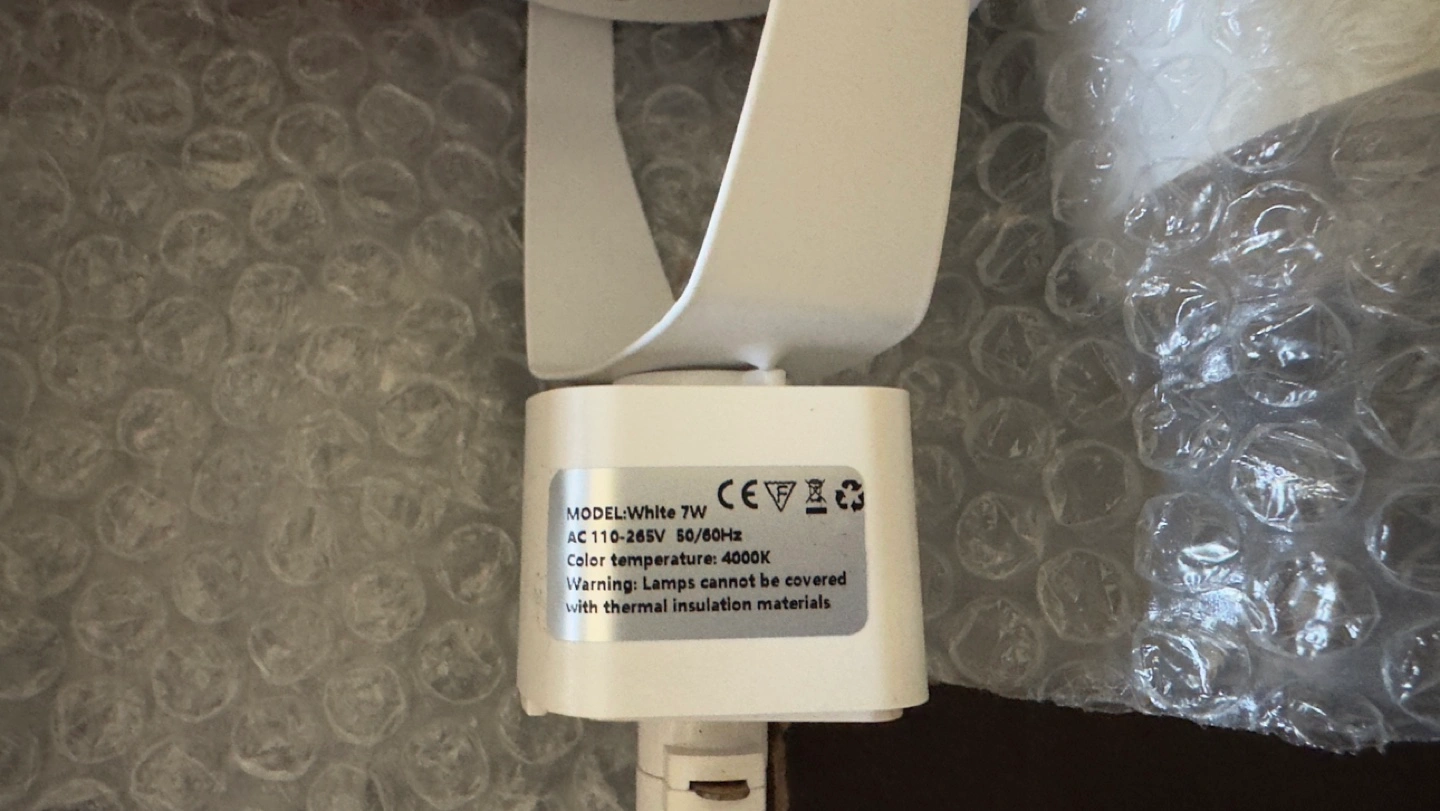 MODEL:White 7W CE F
AC 110-265V 50/60Hz
Color temperature: 4000K
Warning: Lamps cannot be covered
with thermal insulation materials